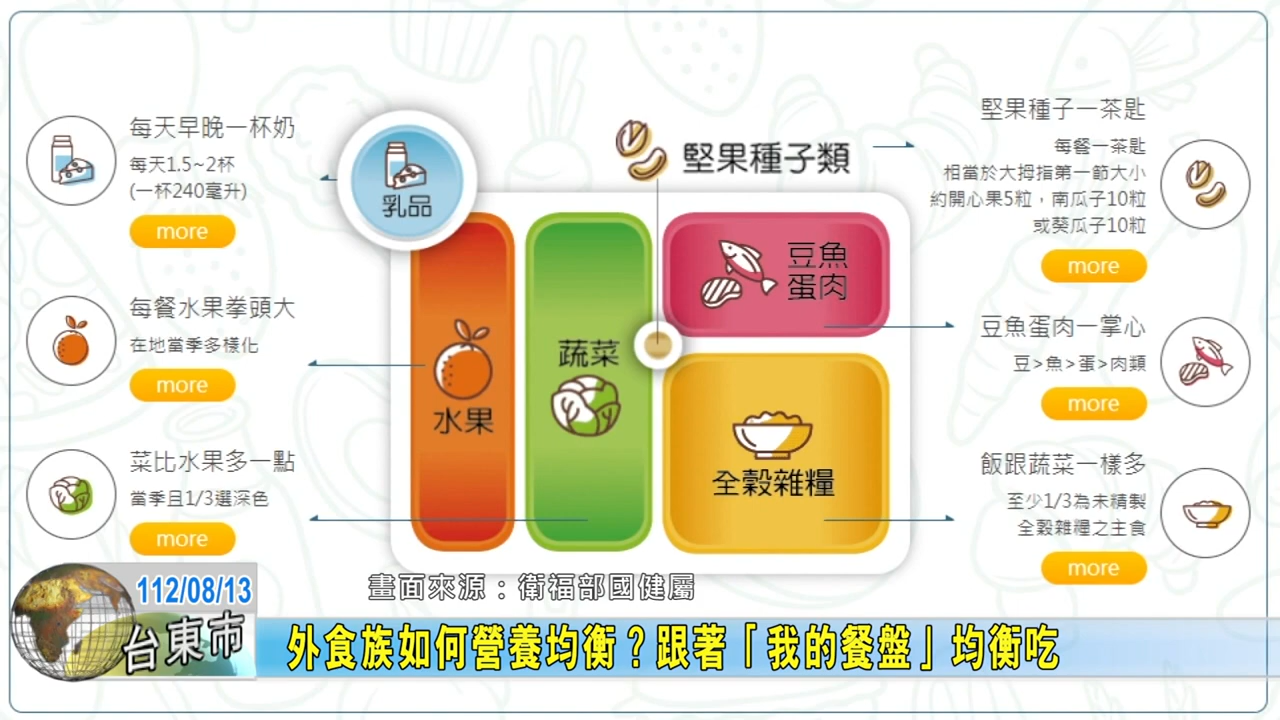 每天早晚一杯奶
每天1.5~2杯
(一杯240毫升)
more
每餐水果拳頭大
在地當季多樣化
more
菜比水果多一點
當季且1/3選深色
more
乳品
水果
蔬菜
堅果種子類
豆魚
蛋肉
全穀雜糧
堅果種子一茶匙
每餐一茶匙
相當於大拇指第一節大小
約開心果5粒，南瓜子10粒
或葵瓜子10粒
more
豆魚蛋肉一掌心
豆>魚>蛋>肉類
more
飯跟蔬菜一樣多
至少1/3為未精製
全穀雜糧之主食
more
畫面來源：衛福部國健屬
112/08/13
台東市
外食族如何營養均衡？跟著「我的餐盤」均衡吃